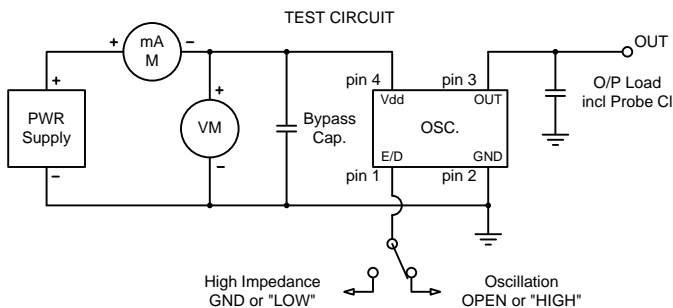 TEST CIRCUIT
mA
M
+
−
OUT
pin 4
pin 3
+
+
Vdd
OUT
O/P Load
incl Probe Cl
PWR
Supply
VM
Bypass
Cap.
OSC.
E/D
GND
−
−
pin 1
pin 2
High Impedance
GND or "LOW"
Oscillation
OPEN or "HIGH"